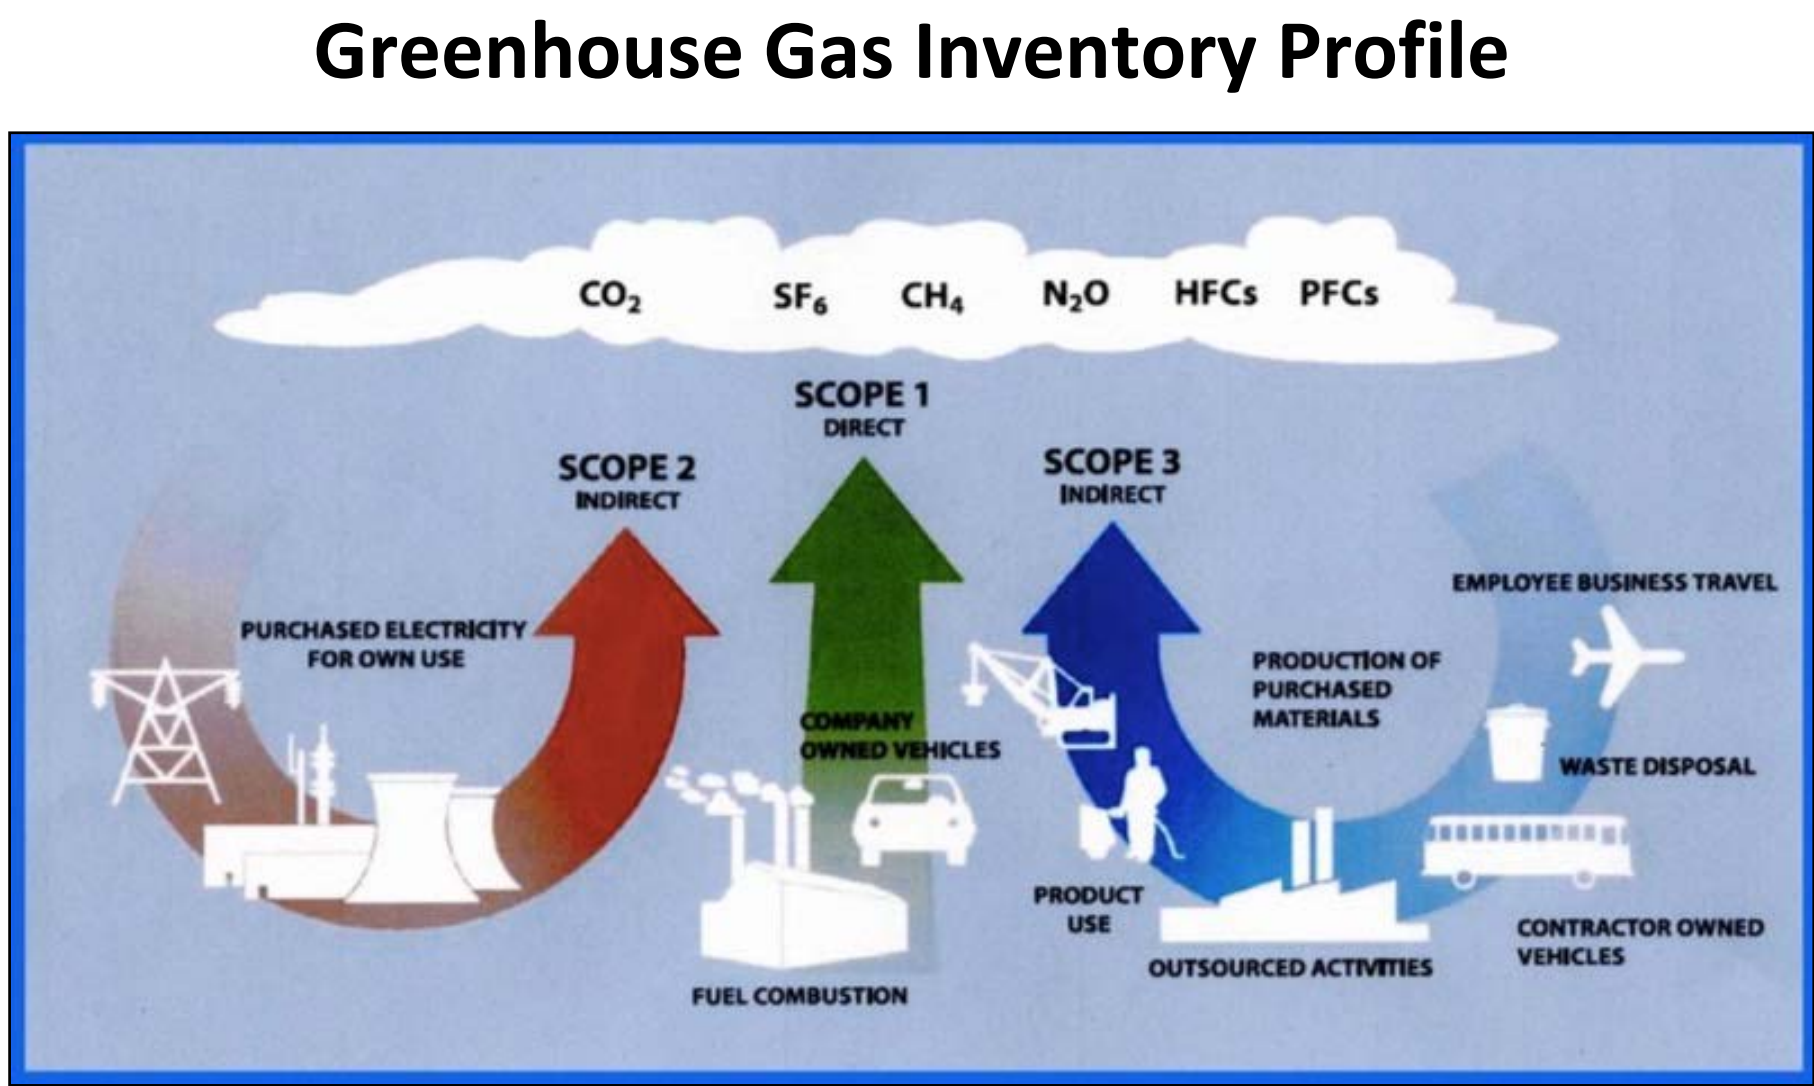 Greenhouse Gas Inventory Profile
CO₂ SF₆ CH₄ N₂O HFCs PFCs
SCOPE 1
DIRECT
SCOPE 2
INDIRECT
SCOPE 3
INDIRECT
EMPLOYEE BUSINESS TRAVEL
PURCHASED ELECTRICITY
FOR OWN USE
PRODUCTION OF
PURCHASED
MATERIALS
COMPANY
OWNED VEHICLES
WASTE DISPOSAL
PRODUCT
USE
CONTRACTOR OWNED
VEHICLES
OUTSOURCED ACTIVITIES
FUEL COMBUSTION